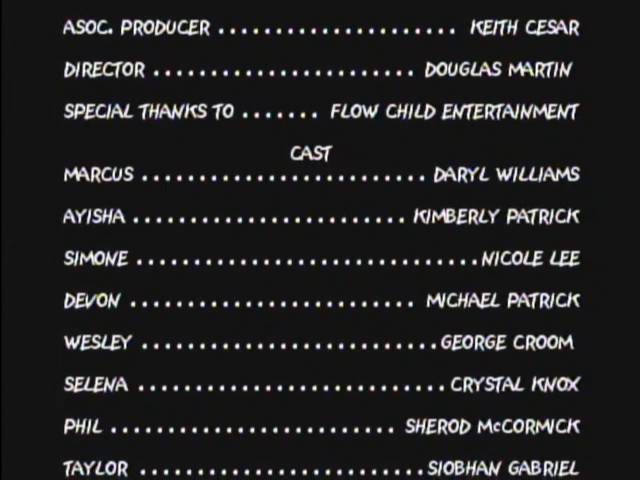 ASOC. PRODUCER .................... KEITH CESAR
DIRECTOR ...................... DOUGLAS MARTIN
SPECIAL THANKS TO ....... FLOW CHILD ENTERTAINMENT
CAST
MARCUS ........................ DARYL WILLIAMS
AYISHA ....................... KIMBERLY PATRICK
SIMONE .............................NICOLE LEE
DEVON ........................ MICHAEL PATRICK
WESLEY .........................GEORGE CROOM
SELENA .......................... CRYSTAL KNOX
PHIL ........................ SHEROD McCORMICK
TAYLOR ........................SIOBHAN GABRIEL